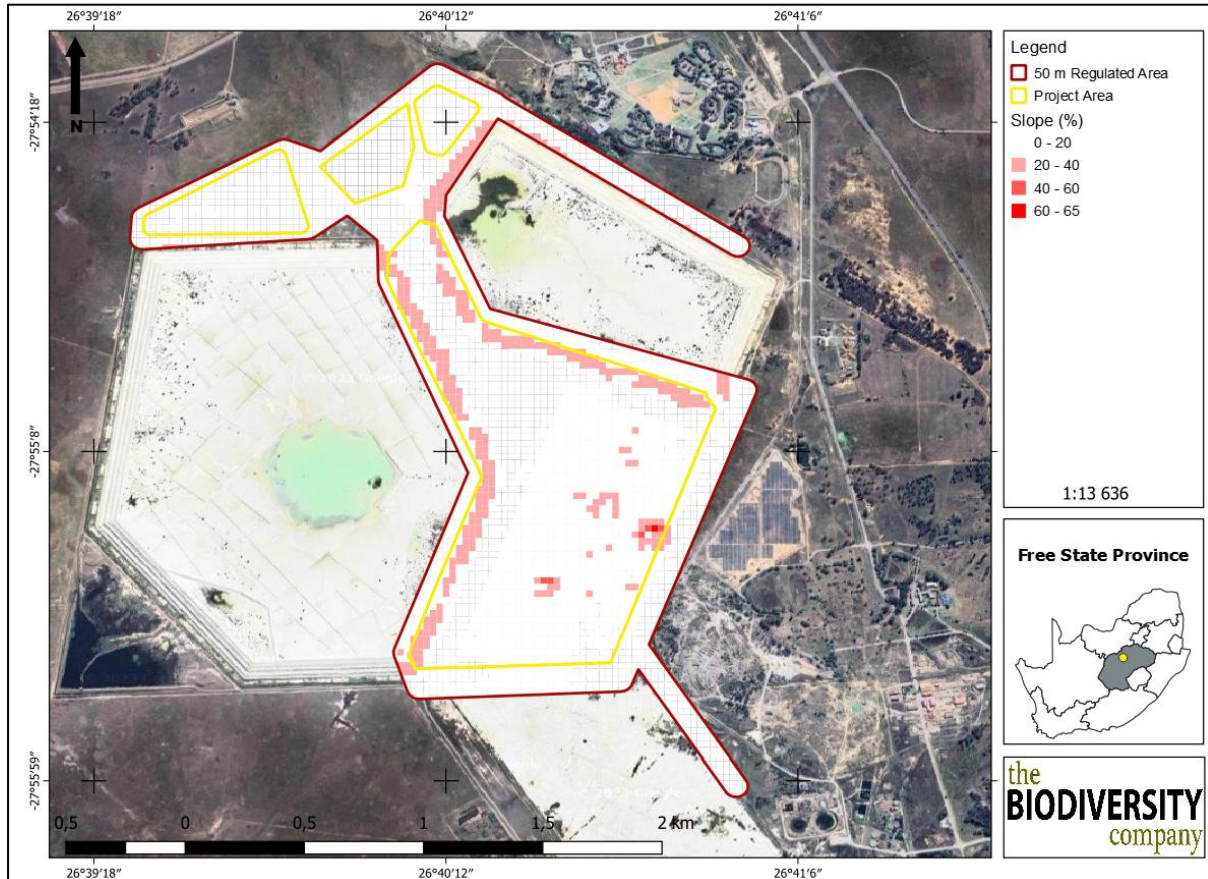 26°39'18" 26°40'12" 26°41'6"
-27°54'18"
-27°55'8"
-27°55'59"
N
0,5 0 0,5 1 1,5 2 km
26°39'18" 26°40'12" 26°41'6"
Legend
50 m Regulated Area
Project Area
Slope (%)
0 - 20
20 - 40
40 - 60
60 - 65
1:13 636
Free State Province
the
BIODIVERSITY
company